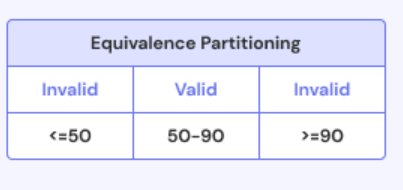 Equivalence Partitioning
Invalid Valid Invalid
<=50 50-90 >=90